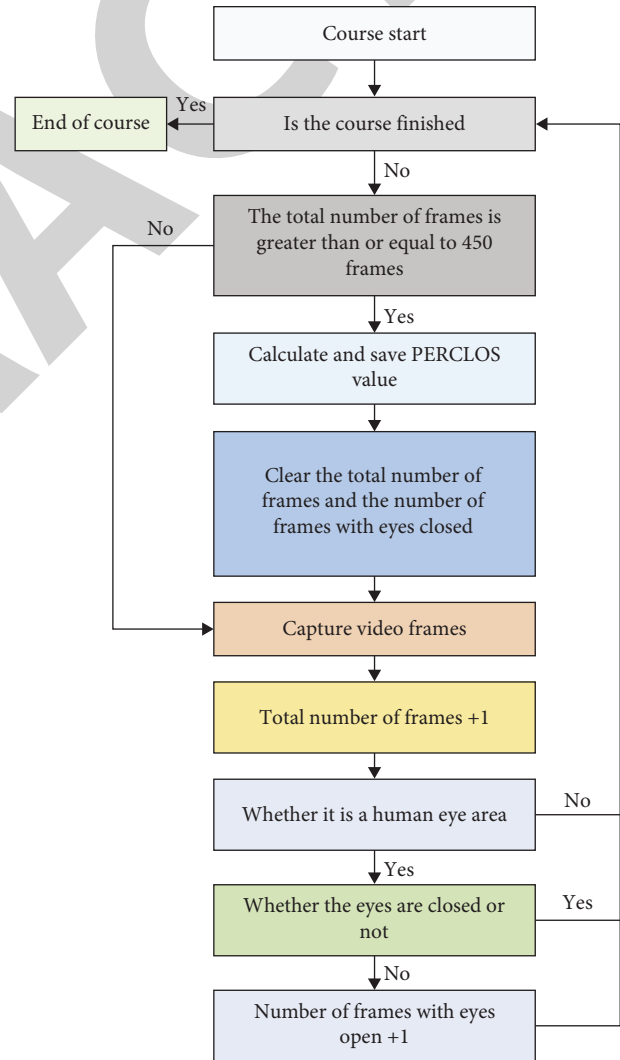 Course start
Yes
End of course
Is the course finished
No
No
The total number of frames is
greater than or equal to 450
frames
Yes
Calculate and save PERCLOS
value
Clear the total number of
frames and the number of
frames with eyes closed
Capture video frames
Total number of frames +1
Whether it is a human eye area
No
Yes
Whether the eyes are closed or
not
Yes
No
Number of frames with eyes
open +1